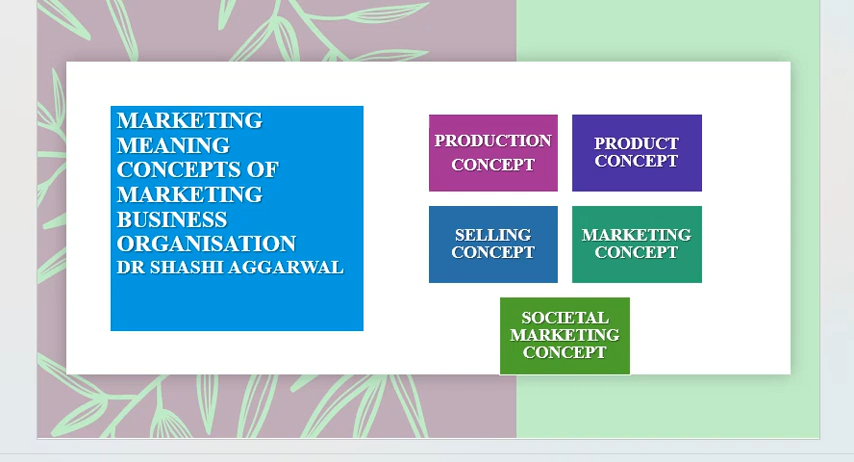 MARKETING
MEANING
CONCEPTS OF
MARKETING
BUSINESS
ORGANISATION
DR SHASHI AGGARWAL
PRODUCTION
CONCEPT
PRODUCT
CONCEPT
SELLING
CONCEPT
MARKETING
CONCEPT
SOCIETAL
MARKETING
CONCEPT